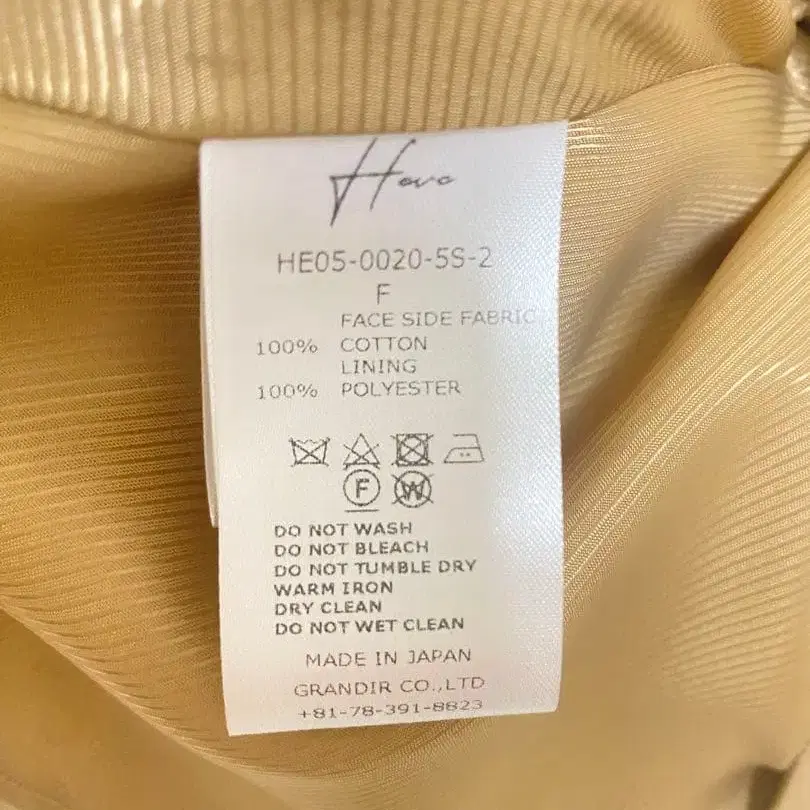 Hevo
HE05-0020-5S-2
F
FACE SIDE FABRIC
100% COTTON
LINING
100% POLYESTER
F W
DO NOT WASH
DO NOT BLEACH
DO NOT TUMBLE DRY
WARM IRON
DRY CLEAN
DO NOT WET CLEAN
MADE IN JAPAN
GRANDIR CO.,LTD
+81-78-391-8823